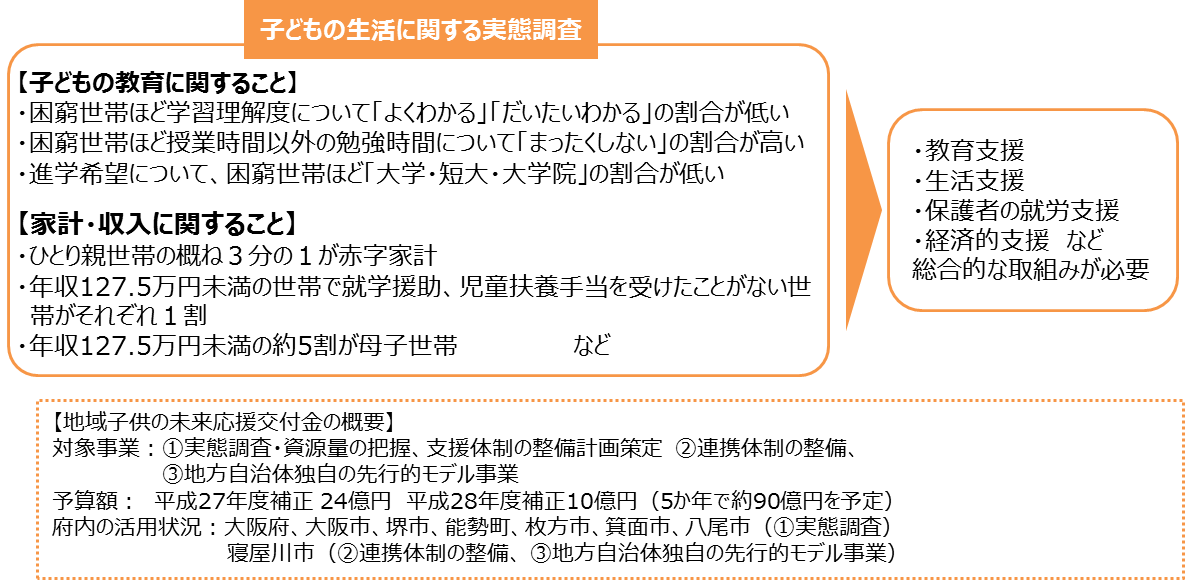 子どもの生活に関する実態調査
【子どもの教育に関すること】
・困窮世帯ほど学習理解度について「よくわかる」「だいたいわかる」の割合が低い
・困窮世帯ほど授業時間以外の勉強時間について「まったくしない」の割合が高い
・進学希望について、困窮世帯ほど「大学・短大・大学院」の割合が低い
【家計・収入に関すること】
・ひとり親世帯の概ね３分の１が赤字家計
・年収127.5万円未満の世帯で就学援助、児童扶養手当を受けたことがない世
帯がそれぞれ１割
・年収127.5万円未満の約5割が母子世帯　　　　　など
・教育支援
・生活支援
・保護者の就労支援
・経済的支援　など
総合的な取組みが必要
【地域子供の未来応援交付金の概要】
対象事業：①実態調査・資源量の把握、支援体制の整備計画策定　②連携体制の整備、
③地方自治体独自の先行的モデル事業
予算額：　平成27年度補正 24億円　平成28年度補正10億円（5か年で約90億円を予定）
府内の活用状況：大阪府、大阪市、堺市、能勢町、枚方市、箕面市、八尾市（①実態調査）
寝屋川市（②連携体制の整備、③地方自治体独自の先行的モデル事業）